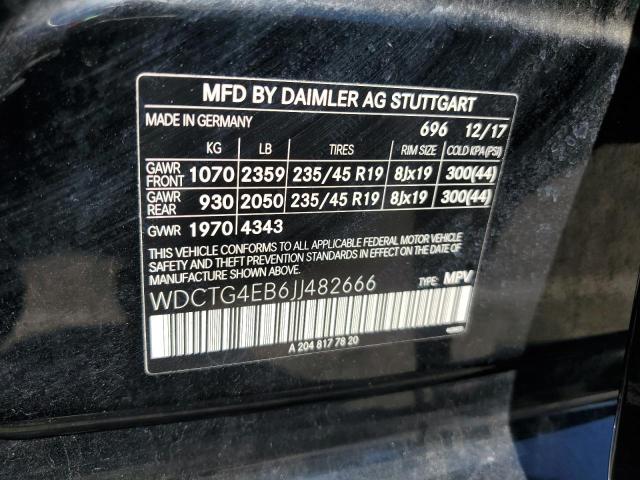 MFD BY DAIMLER AG STUTTGART
MADE IN GERMANY 696 12/17
KG LB TIRES RIM SIZE COLD KPA(PSI)
GAWR FRONT 1070 2359 235/45 R19 8Jx19 300(44)
GAWR REAR 930 2050 235/45 R19 8Jx19 300(44)
GVWR 1970 4343
THIS VEHICLE CONFORMS TO ALL APPLICABLE FEDERAL MOTOR VEHICLE
SAFETY AND THEFT PREVENTION STANDARDS IN EFFECT ON THE DATE
OF MANUFACTURE SHOWN ABOVE.
WDCTG4EB6JJ482666 TYPE: MPV
A 204 817 78 20